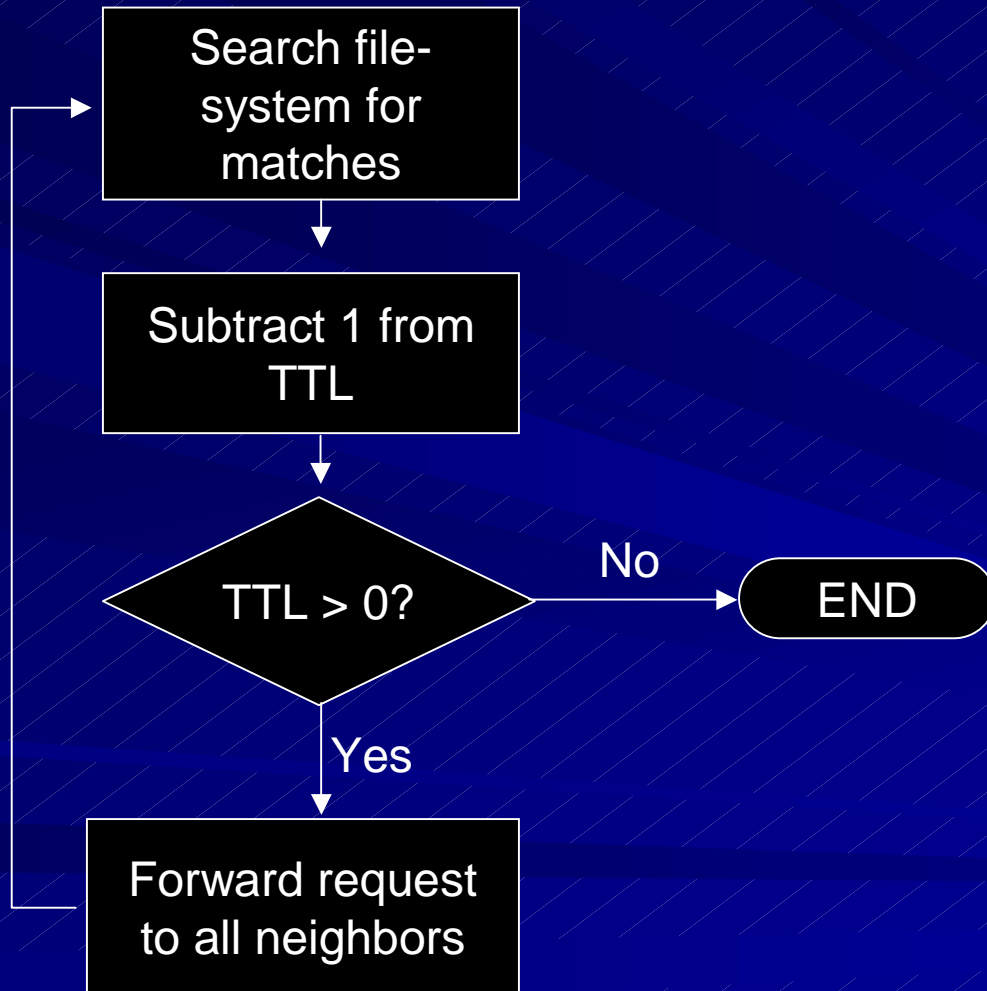 Search file-
system for
matches
Subtract 1 from
TTL
TTL > 0?
No
END
Yes
Forward request
to all neighbors